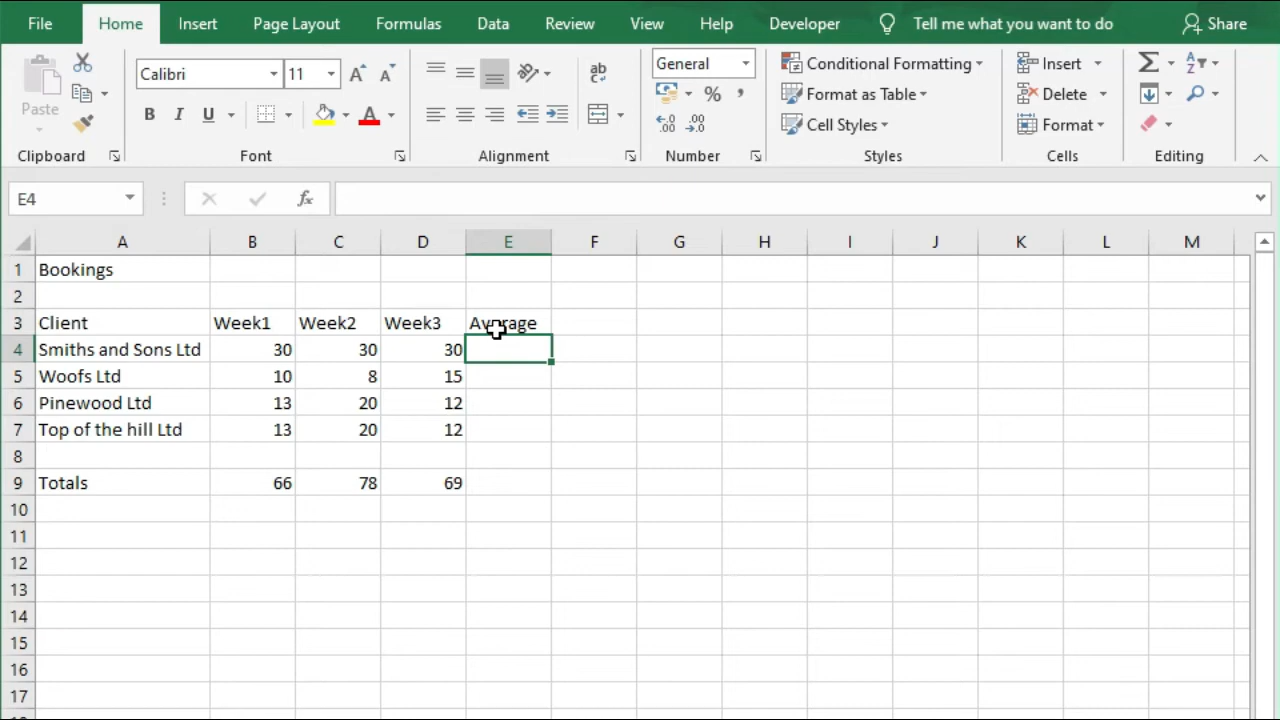 File Home Insert Page Layout Formulas Data Review View Help Developer Tell me what you want to do Share
Calibri 11 ab c General Conditional Formatting Insert Σ A Z
Paste % , Format as Table Delete
B I U A .00 .0 Cell Styles Format
Clipboard Font Alignment Number Styles Cells Editing
E4 fx
A B C D E F G H I J K L M
1 Bookings
2
3 Client Week1 Week2 Week3 Average
4 Smiths and Sons Ltd 30 30 30
5 Woofs Ltd 10 8 15
6 Pinewood Ltd 13 20 12
7 Top of the hill Ltd 13 20 12
8
9 Totals 66 78 69
10
11
12
13
14
15
16
17